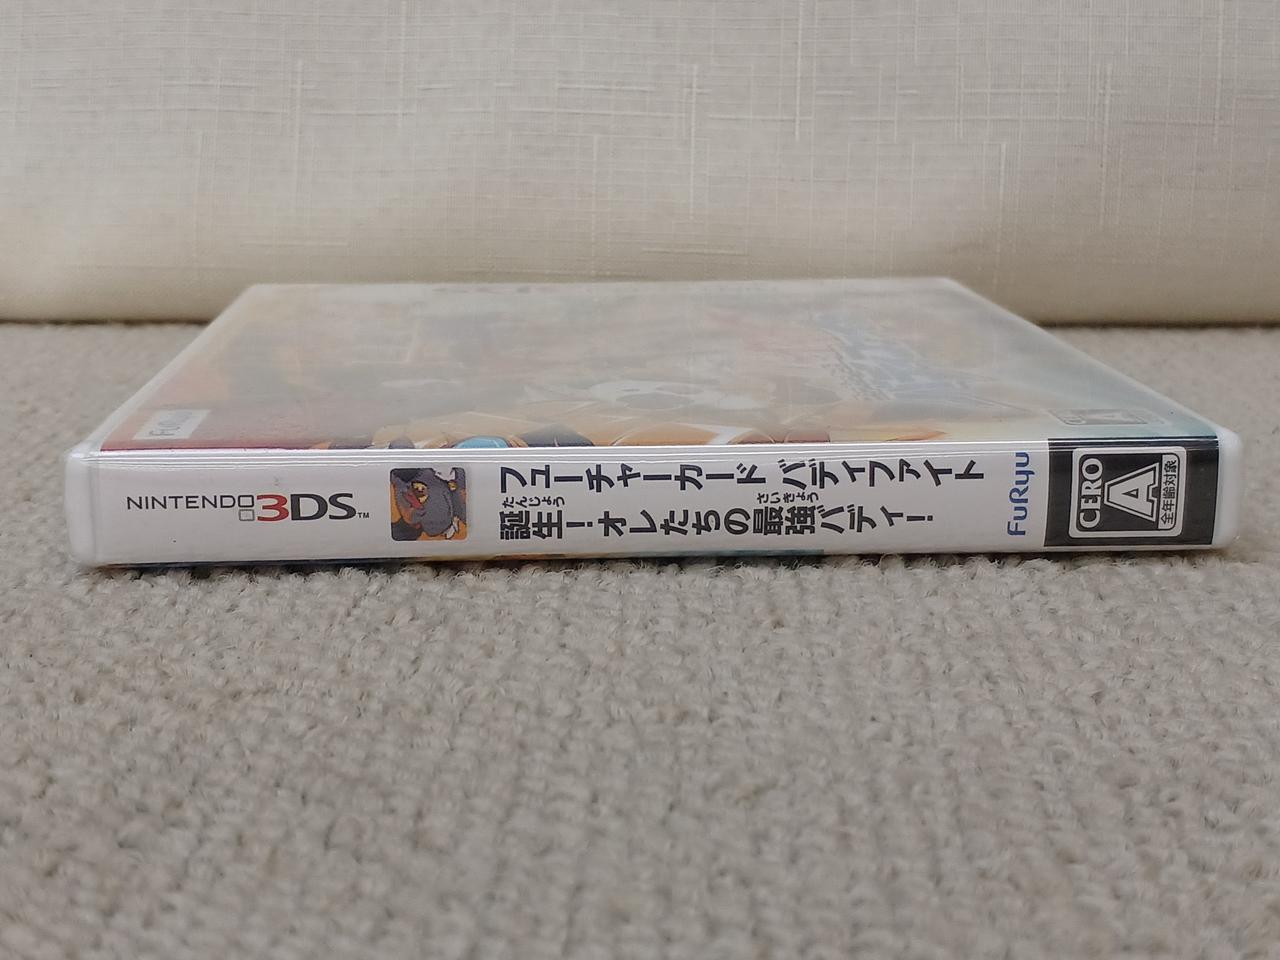 NINTENDO 3DS™
フューチャーカード バディファイト
たんじょう さいきょう
誕生！オレたちの最強バディー！
FuRyu
CERO
A
全年齢対象